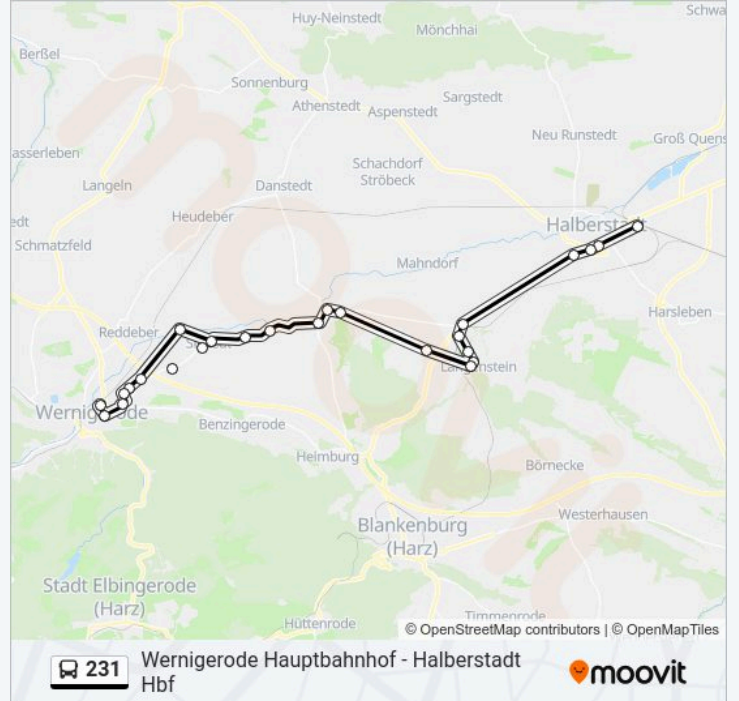 Schwa
Huy-Neinstedt
Mönchhai
Berßel
Sonnenburg
Sargstedt
Athenstedt
Aspenstedt
Neu Runstedt
Groß Quens
asserleben
Schachdorf
Ströbeck
Langeln
Danstedt
Heudeber
Halberstadt
edt
Schmatzfeld
Mahndorf
Harsleben
Reddeber
Langenstein
Wernigerode
Benzingerode
Heimburg
Börnecke
Westerhausen
Blankenburg
(Harz)
Stadt Elbingerode
(Harz)
Hüttenrode
Timmenrode
© OpenStreetMap contributors | © OpenMapTiles
231
Wernigerode Hauptbahnhof - Halberstadt
Hbf
moovit